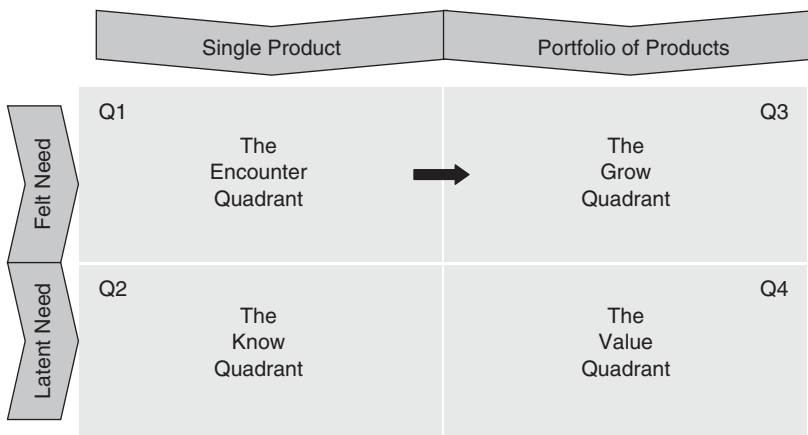 Single Product
Portfolio of Products
Felt Need
Q1
The
Encounter
Quadrant
Q3
The
Grow
Quadrant
Latent Need
Q2
The
Know
Quadrant
Q4
The
Value
Quadrant